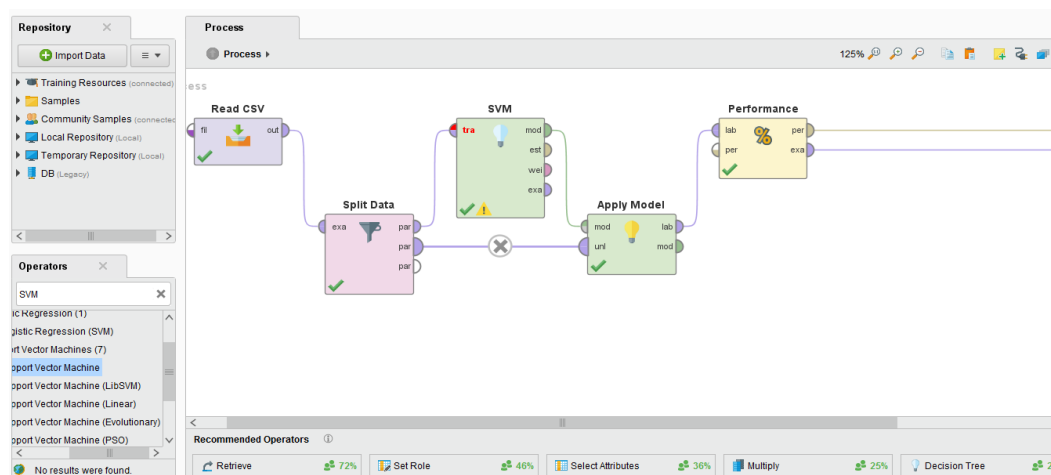 Repository
Import Data
Training Resources (connected)
Samples
Community Samples (connected
Local Repository (Local)
Temporary Repository (Local)
DB (Legacy)
Operators
SVM
ic Regression (1)
gistic Regression (SVM)
ort Vector Machines (7)
pport Vector Machine
pport Vector Machine (LibSVM)
pport Vector Machine (Linear)
pport Vector Machine (Evolutionary)
pport Vector Machine (PSO)
No results were found.
Process
Process
125%
ess
Read CSV
fil out
Split Data
exa par
par
par
SVM
tra mod
est
wei
exa
Apply Model
mod lab
unl mod
Performance
lab % per
per exa
Recommended Operators
Retrieve 72%
Set Role 46%
Select Attributes 36%
Multiply 25%
Decision Tree